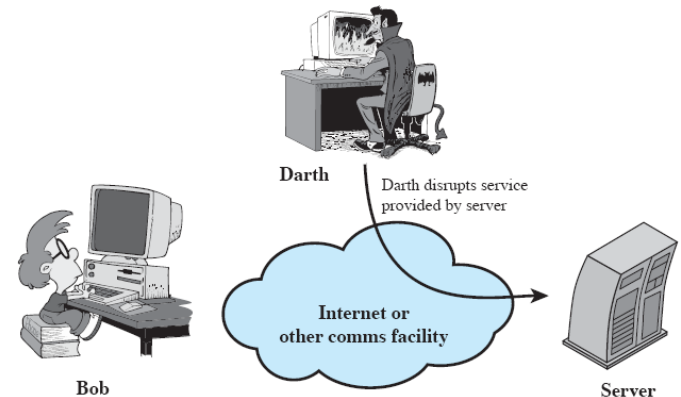 Darth
Darth disrupts service
provided by server
Internet or
other comms facility
Bob
Server